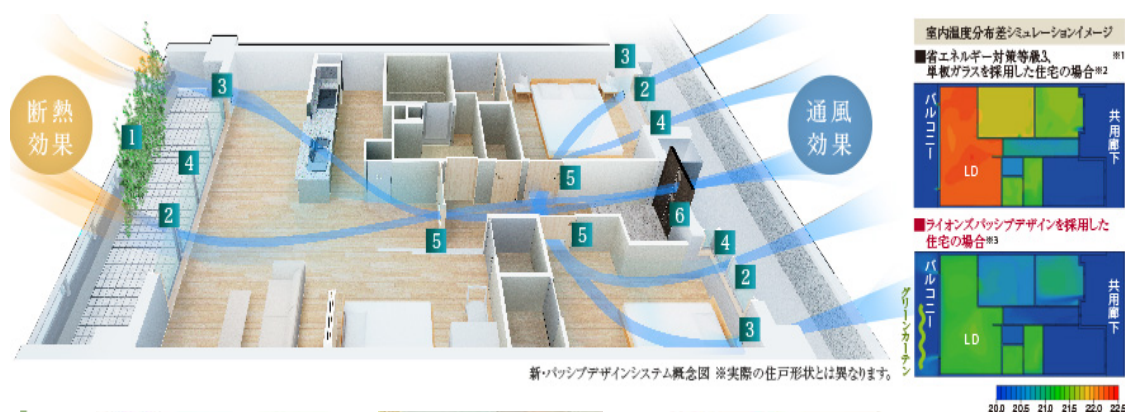 断熱
効果
1
2
3
4
5
5
5
3
2
4
6
4
2
3
通風
効果
新・パッシブデザインシステム概念図 ※実際の住戸形状とは異なります。
室内温度分布差シミュレーションイメージ
■省エネルギー対策等級3、※1
単板ガラスを採用した住宅の場合※2
バルコニー
LD
共用廊下
■ライオンズパッシブデザインを採用した
住宅の場合※3
グリーンカーテン
バルコニー
LD
共用廊下
20.0 20.5 21.0 21.5 22.0 22.5